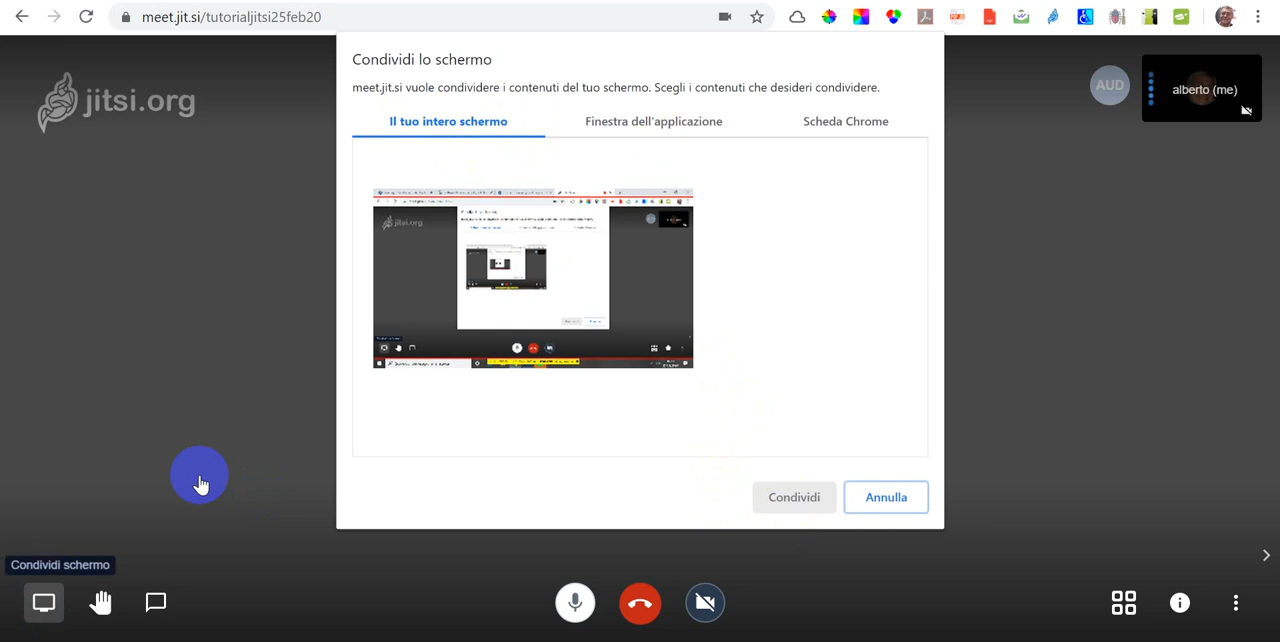 meet.jit.si/tutorialjitsi25feb20
Condividi lo schermo
meet.jit.si vuole condividere i contenuti del tuo schermo. Scegli i contenuti che desideri condividere.
Il tuo intero schermo
Finestra dell'applicazione
Scheda Chrome
jitsi.org
AUD
alberto (me)
jitsi.org
Condividi
Annulla
Condividi schermo